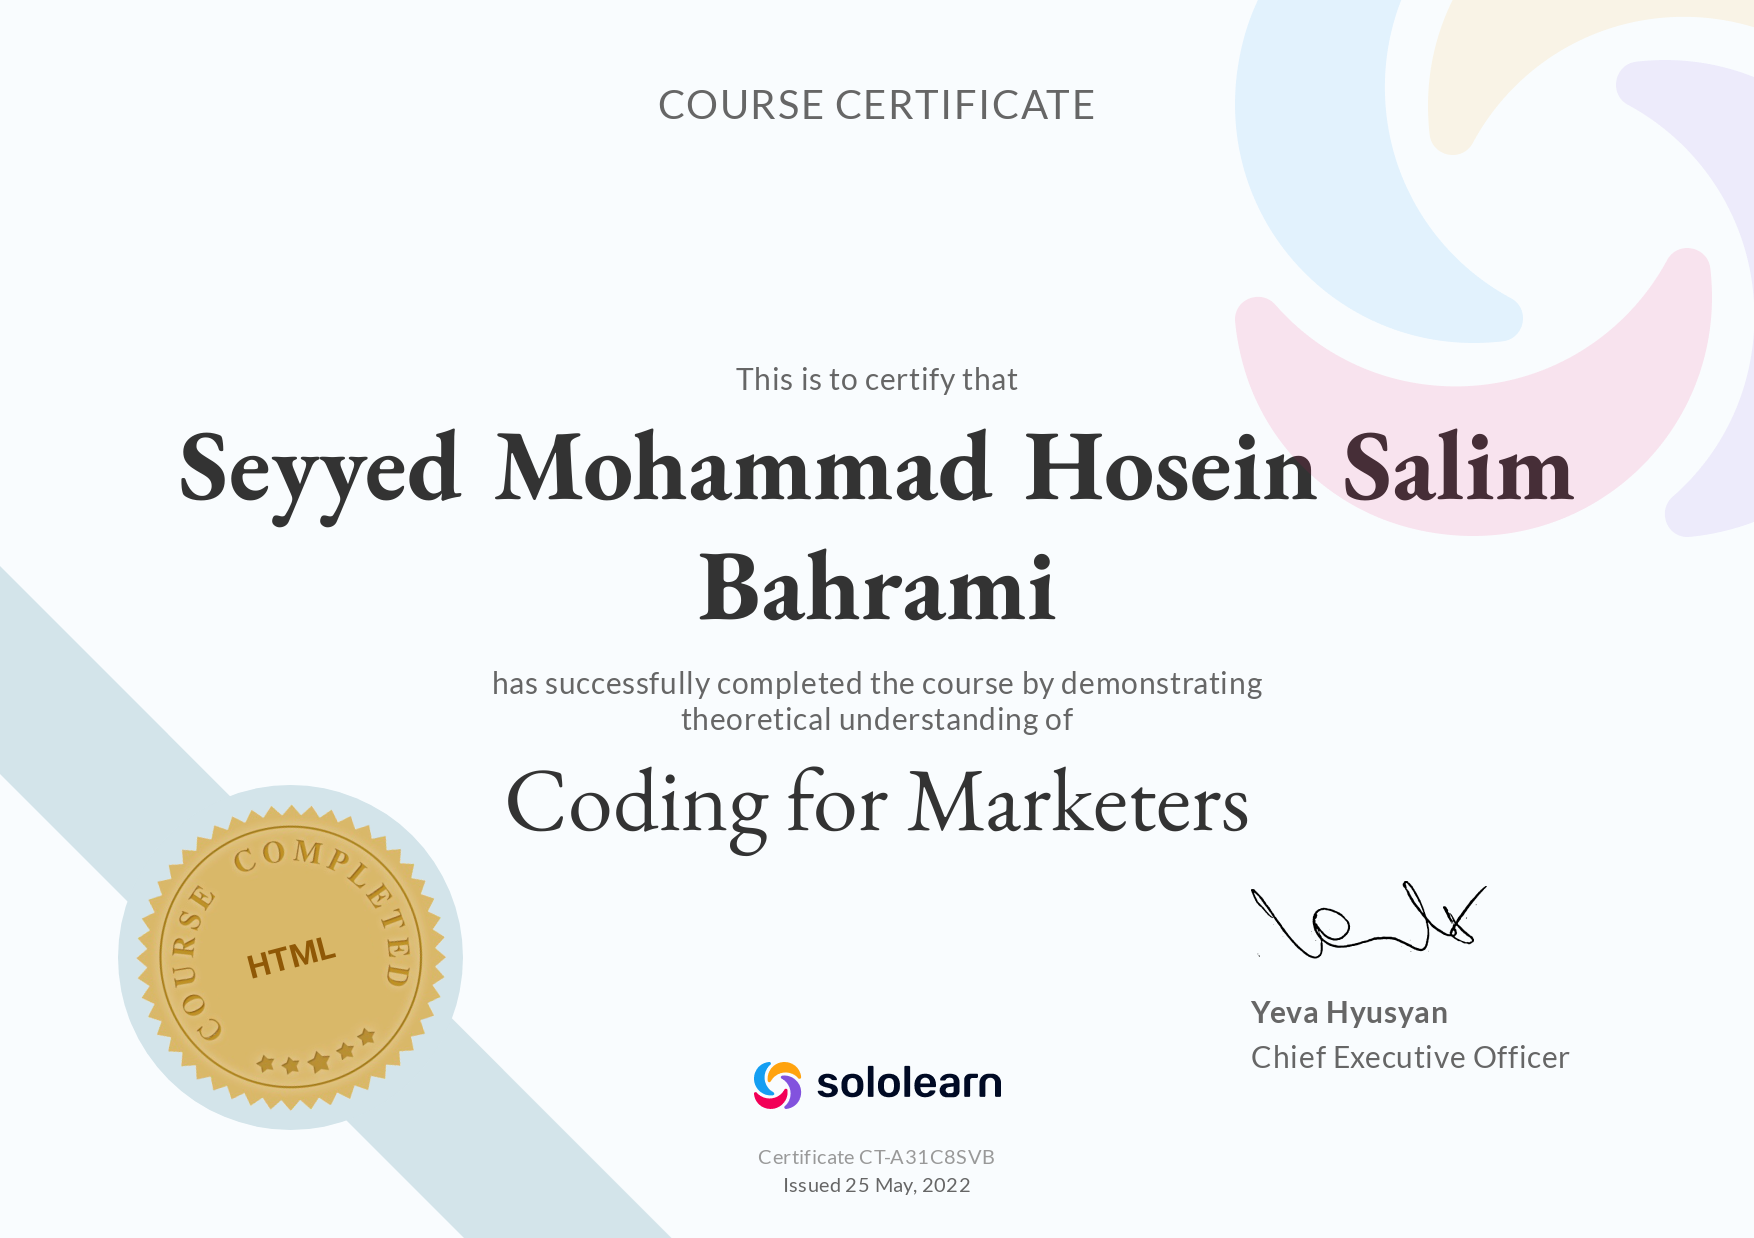 COURSE CERTIFICATE
This is to certify that
Seyyed Mohammad Hosein Salim
Bahrami
has successfully completed the course by demonstrating
theoretical understanding of
Coding for Marketers
COURSE COMPLETED
HTML
Yeva Hyusyan
Chief Executive Officer
sololearn
Certificate CT-A31C8SVB
Issued 25 May, 2022